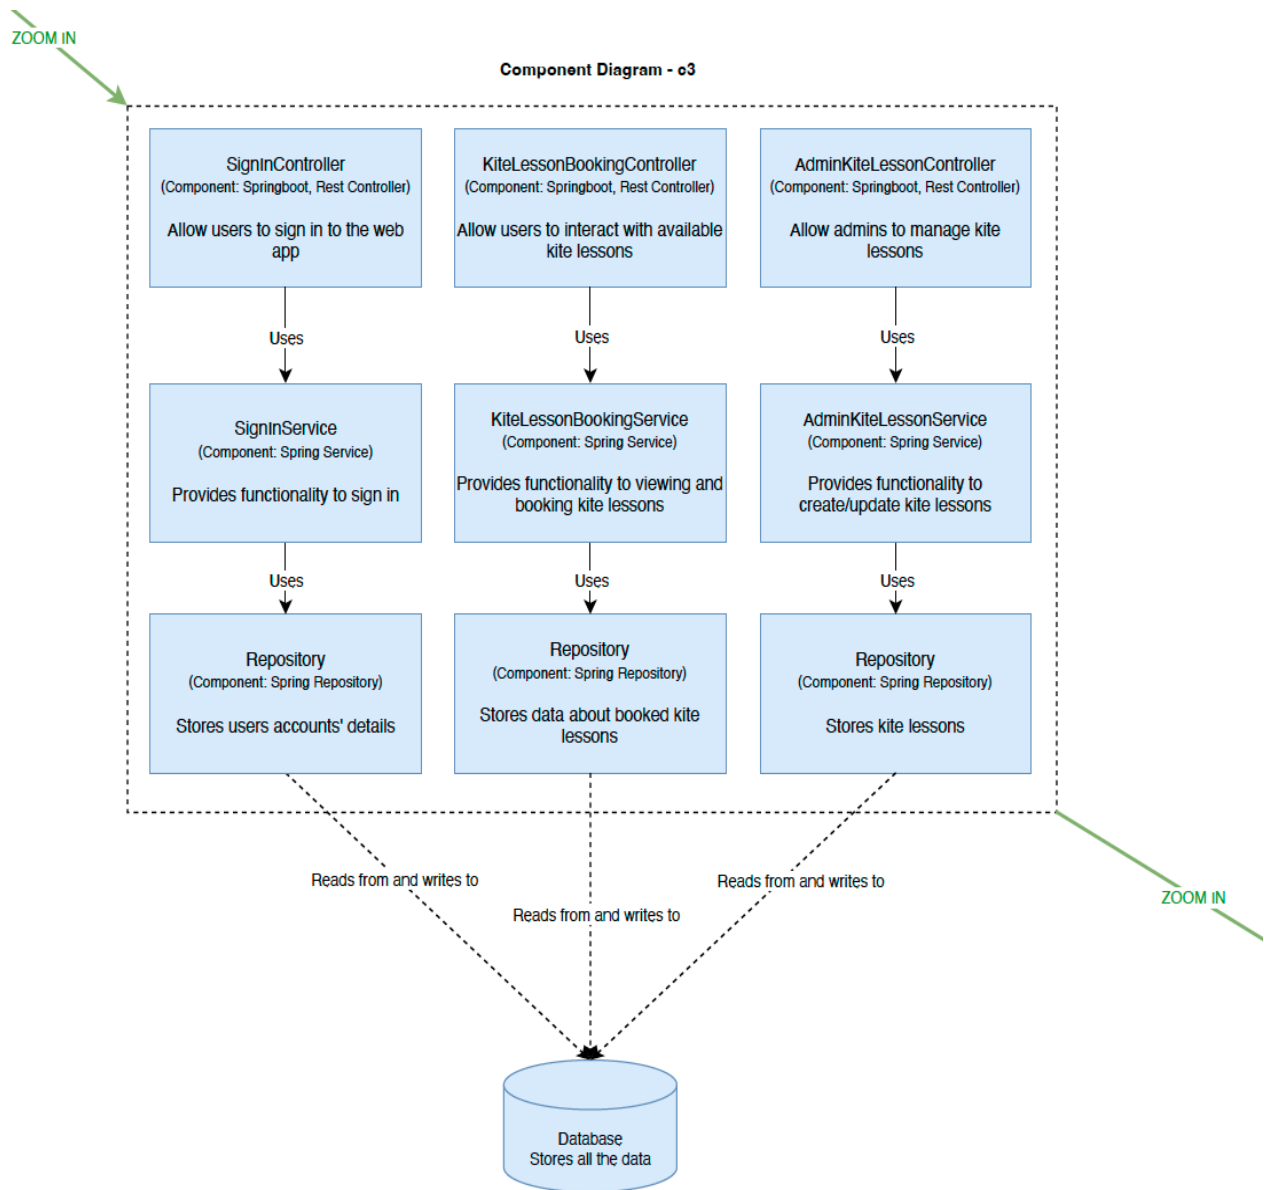 ZOOM IN
Component Diagram - c3
SignInController
(Component: Springboot, Rest Controller)
Allow users to sign in to the web
app
KiteLessonBookingController
(Component: Springboot, Rest Controller)
Allow users to interact with available
kite lessons
AdminKiteLessonController
(Component: Springboot, Rest Controller)
Allow admins to manage kite
lessons
Uses
Uses
Uses
SignInService
(Component: Spring Service)
Provides functionality to sign in
KiteLessonBookingService
(Component: Spring Service)
Provides functionality to viewing and
booking kite lessons
AdminKiteLessonService
(Component: Spring Service)
Provides functionality to
create/update kite lessons
Uses
Uses
Uses
Repository
(Component: Spring Repository)
Stores users accounts' details
Repository
(Component: Spring Repository)
Stores data about booked kite
lessons
Repository
(Component: Spring Repository)
Stores kite lessons
Reads from and writes to
Reads from and writes to
Reads from and writes to
ZOOM IN
Database
Stores all the data